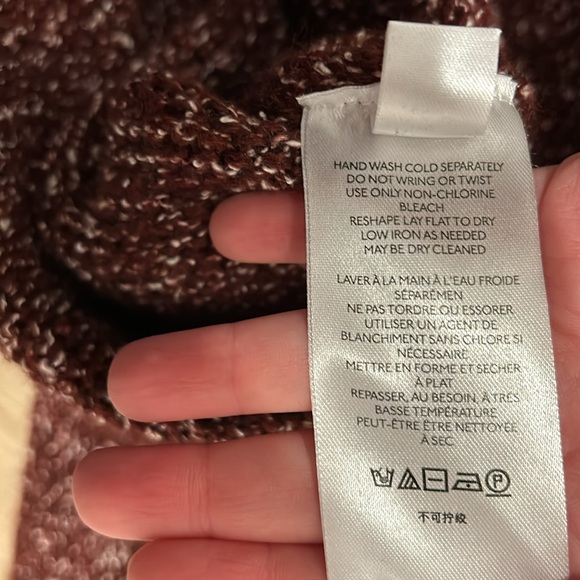 HAND WASH COLD SEPARATELY
DO NOT WRING OR TWIST
USE ONLY NON-CHLORINE
BLEACH
RESHAPE LAY FLAT TO DRY
LOW IRON AS NEEDED
MAY BE DRY CLEANED
LAVER À LA MAIN À L'EAU FROIDE
SÉPARÉMEN
NE PAS TORDRE OU ESSORER
UTILISER UN AGENT DE
BLANCHIMENT SANS CHLORE SI
NÉCESSAIRE
METTRE EN FORME ET SÉCHER
À PLAT
REPASSER, AU BESOIN, À TRÈS
BASSE TEMPÉRATURE
PEUT-ÊTRE ÊTRE NETTOYÉE
À SEC
P
不可拧绞